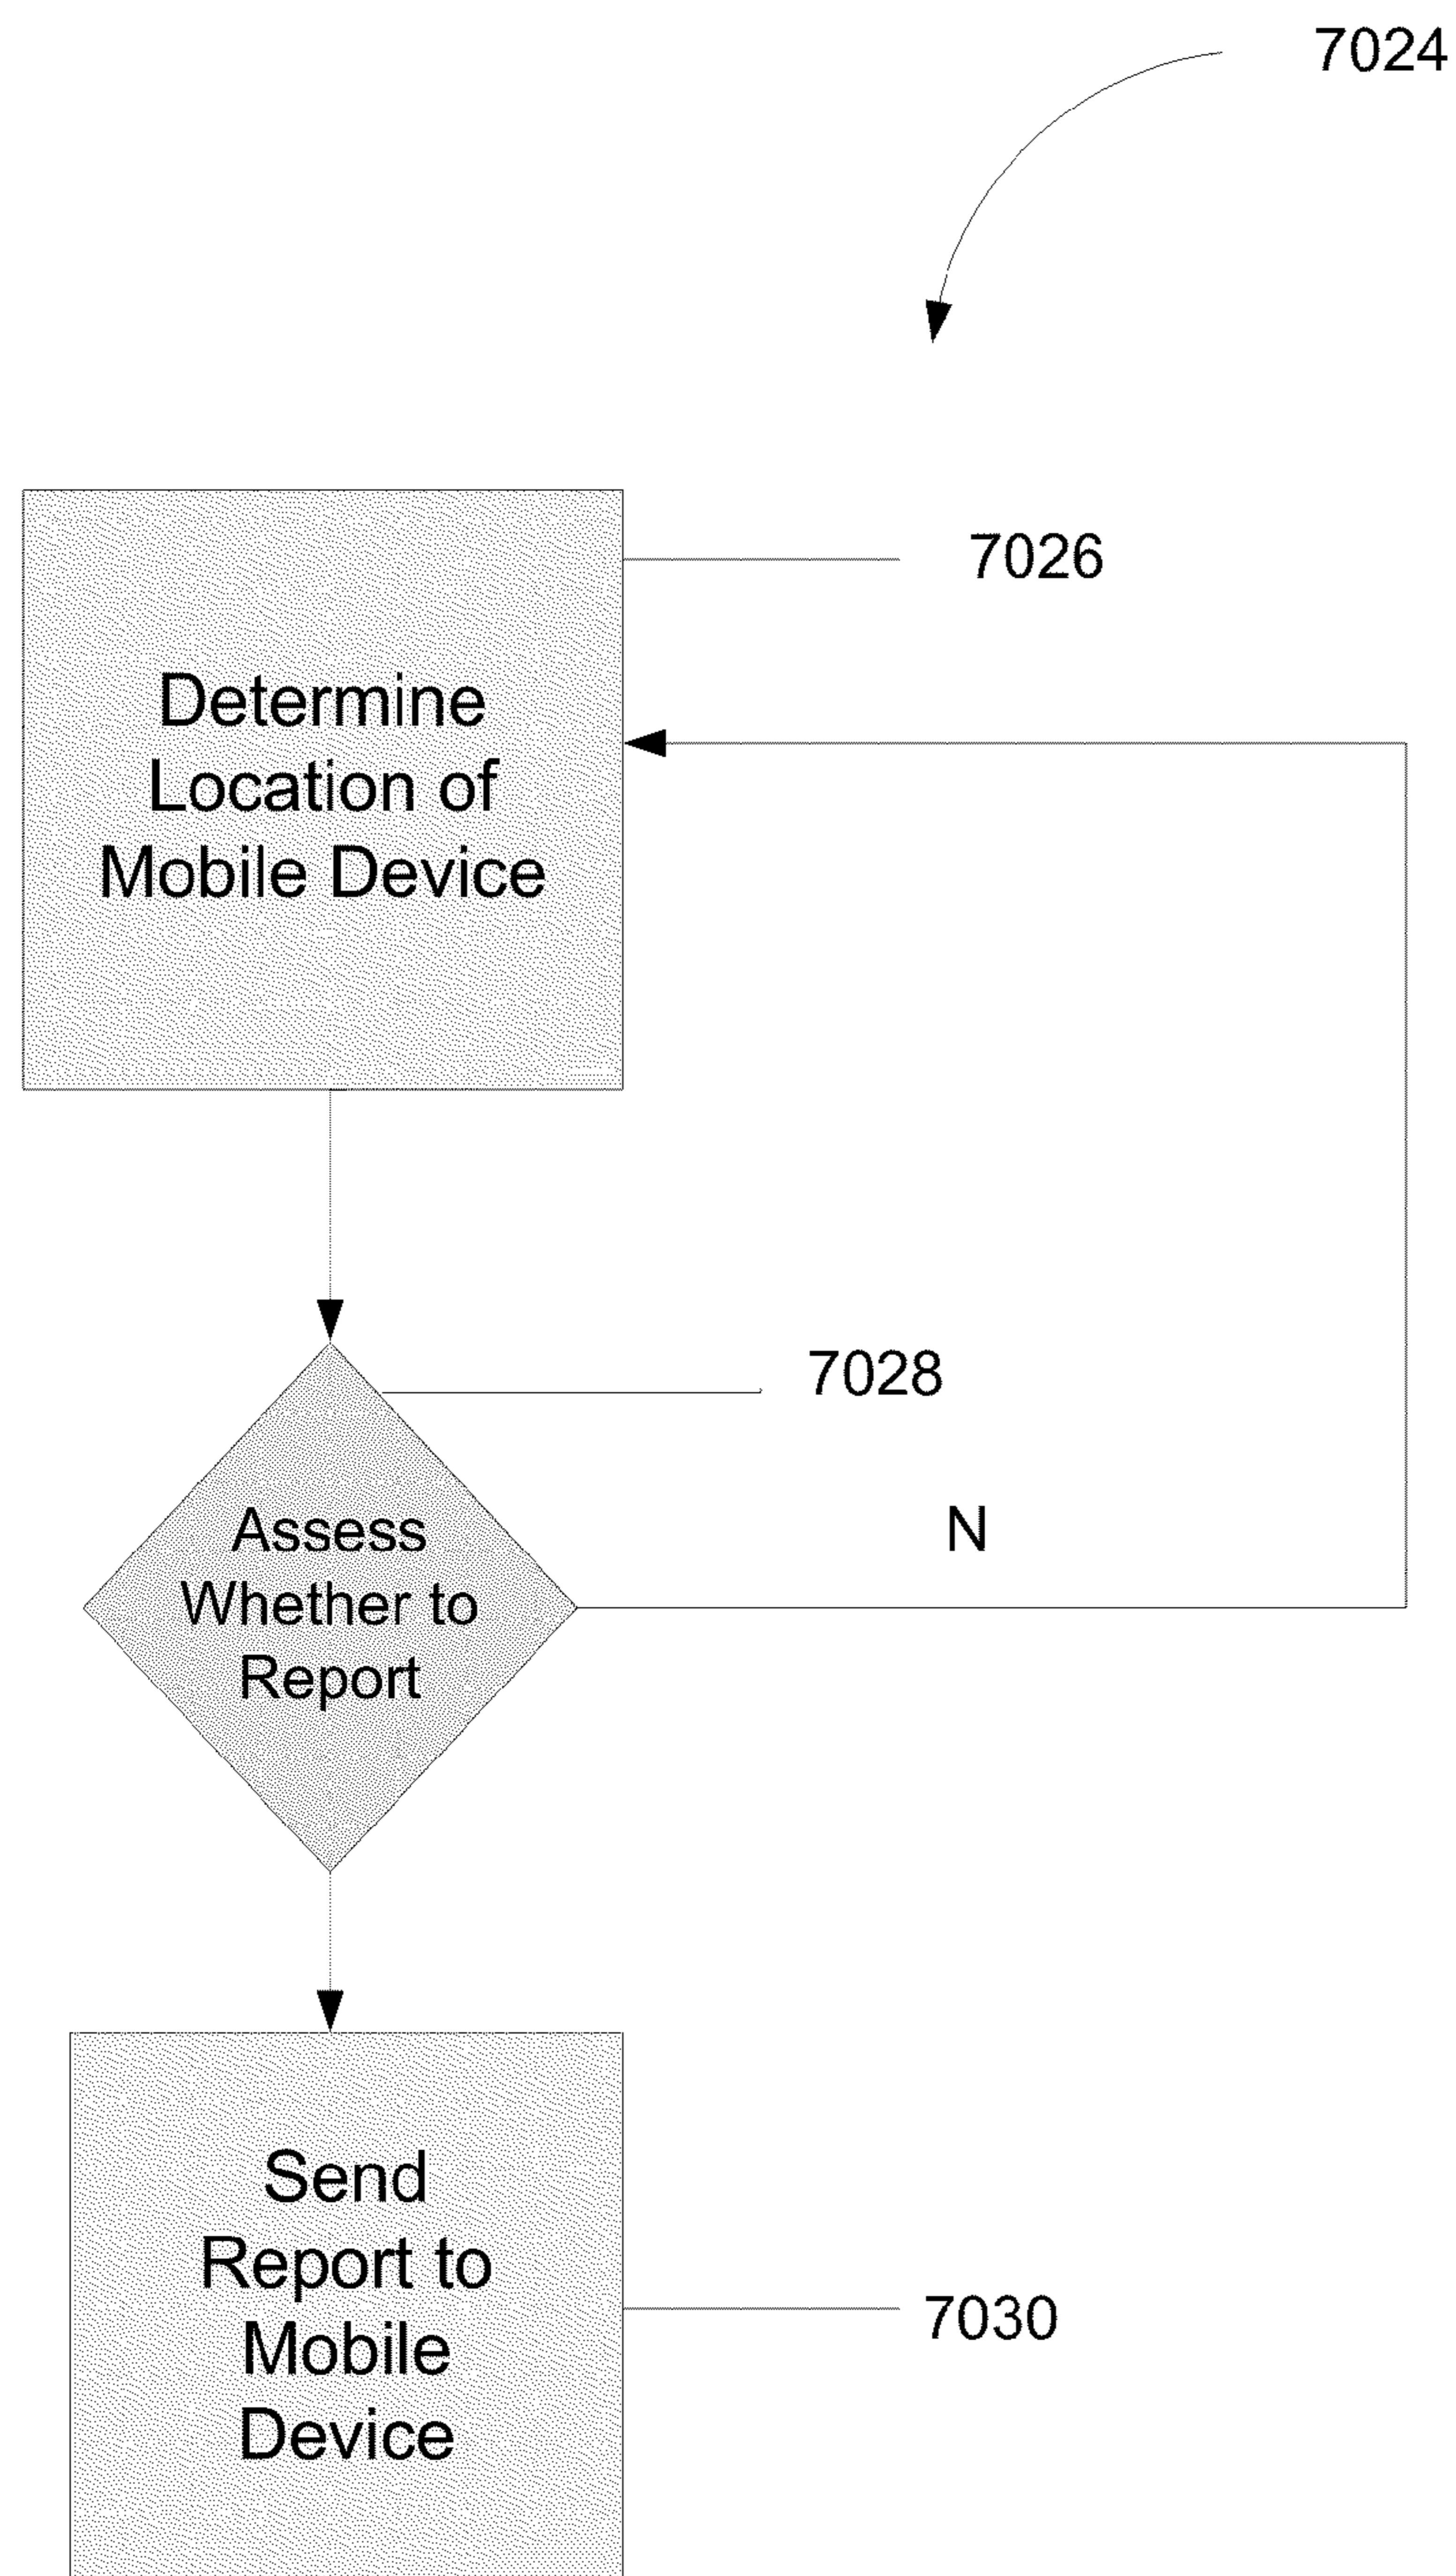 7024
7026
Determine
Location of
Mobile Device
7028
Assess
Whether to
Report
N
Send
Report to
Mobile
Device
7030